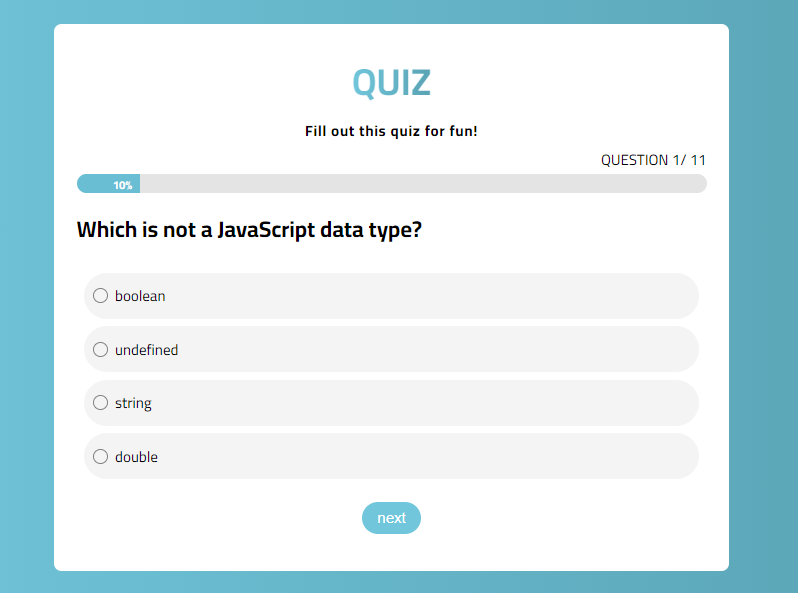 QUIZ
Fill out this quiz for fun!
QUESTION 1/ 11
10%
Which is not a JavaScript data type?
boolean
undefined
string
double
next